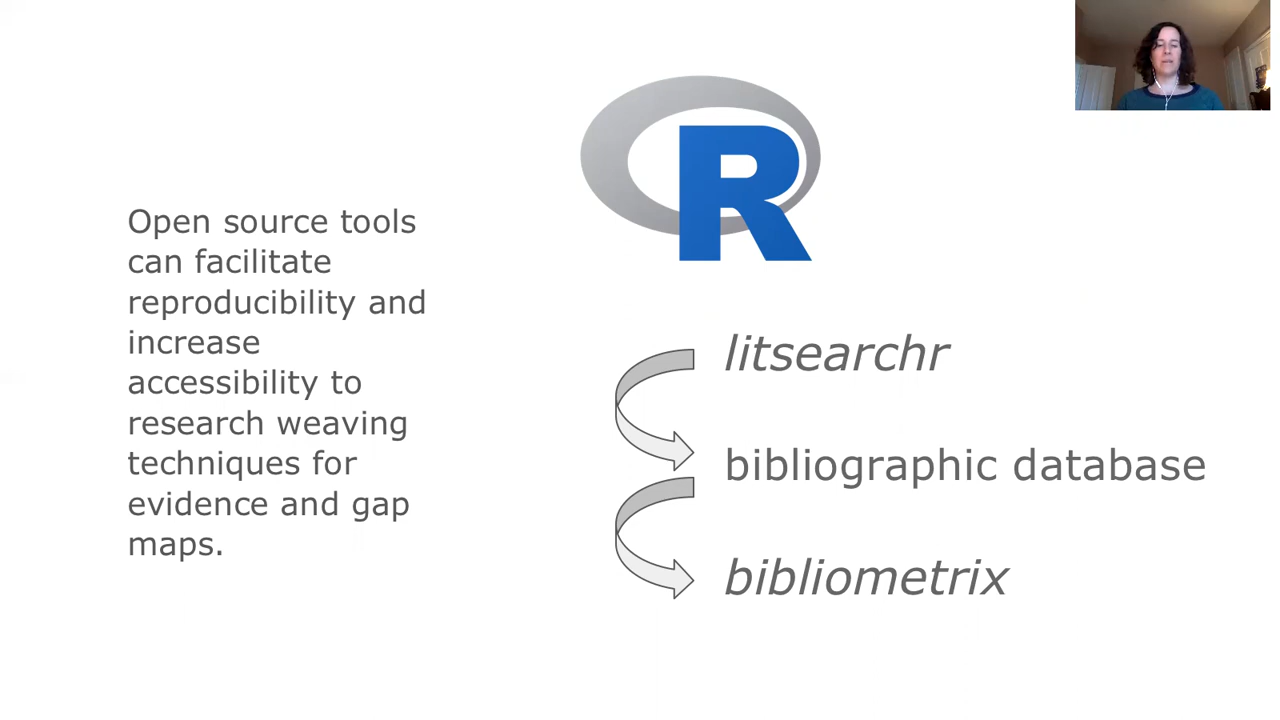 Open source tools
can facilitate
reproducibility and
increase
accessibility to
research weaving
techniques for
evidence and gap
maps.
R
litsearchr
bibliographic database
bibliometrix